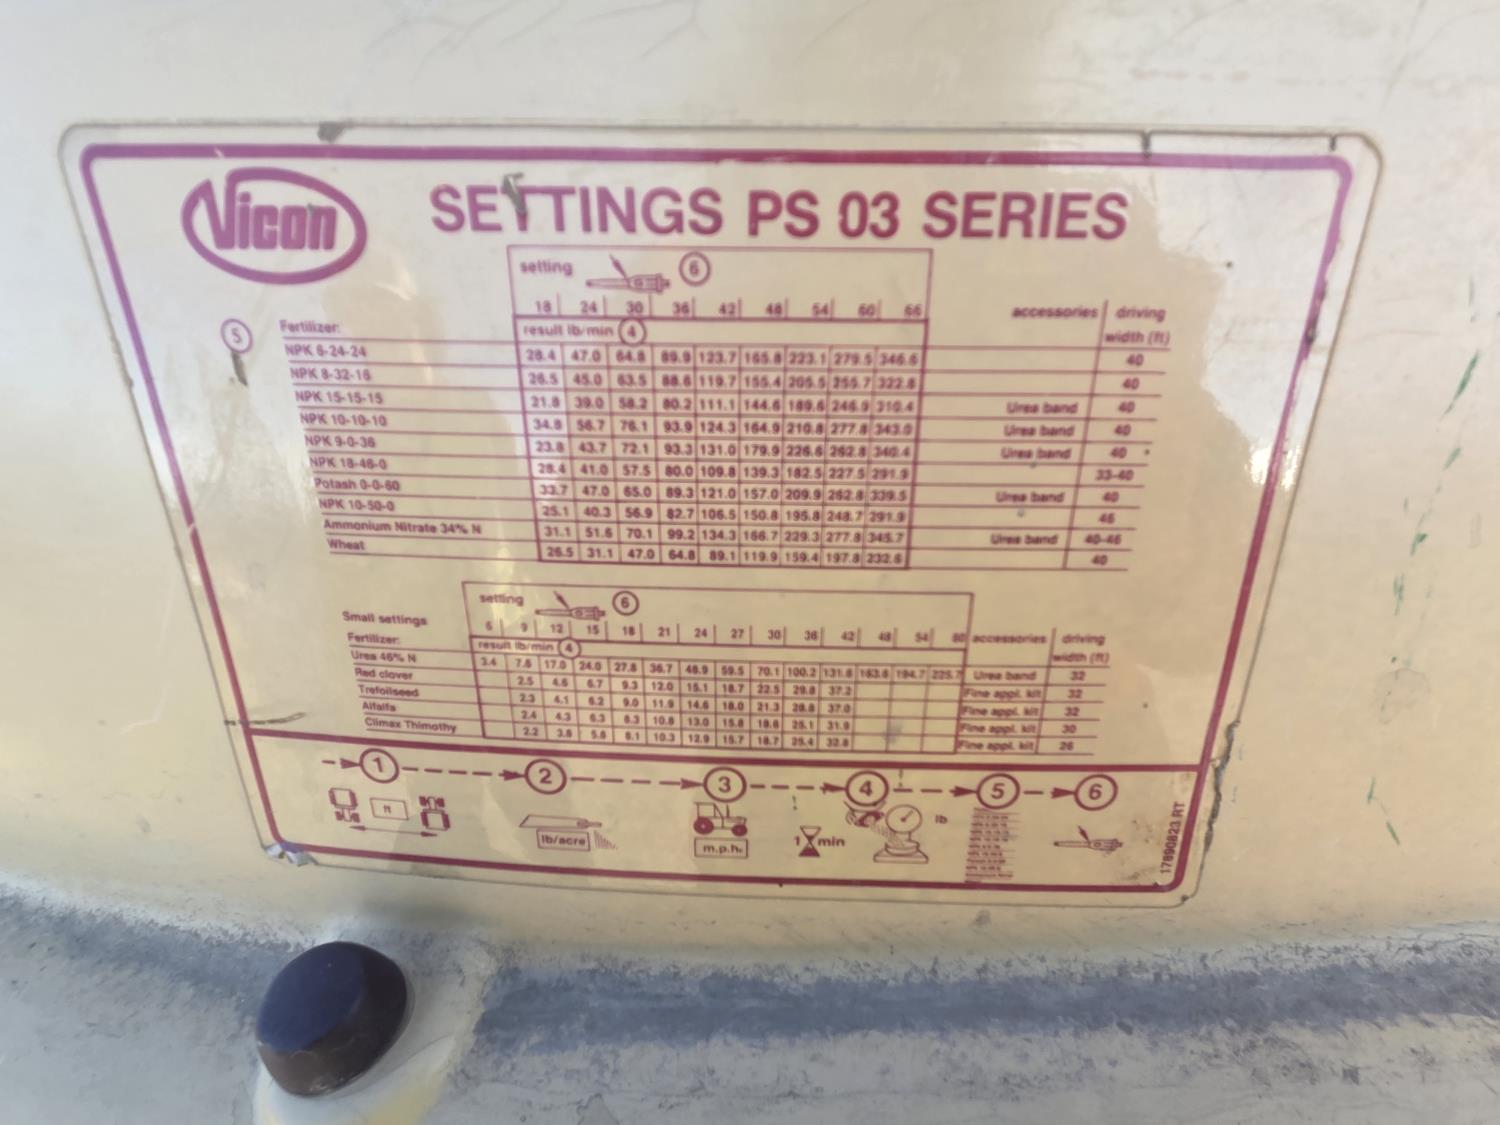 Vicon
SETTINGS PS 03 SERIES
setting 6
18 24 30 36 42 48 54 60 66 accessories driving
5 Fertilizer: result lb/min 4 width (ft)
NPK 6-24-24 28.4 47.0 64.8 89.9 123.7 165.8 223.1 279.5 346.6 40
NPK 8-32-16 26.5 45.0 63.5 88.6 119.7 155.4 205.5 255.7 322.8 40
NPK 15-15-15 21.8 39.0 58.2 80.2 111.1 144.6 189.6 246.9 310.4 Urea band 40
NPK 10-10-10 34.8 56.7 76.1 93.9 124.3 164.9 210.8 277.8 343.0 Urea band 40
NPK 9-0-36 23.8 43.7 72.1 93.3 131.0 179.9 226.6 262.8 340.4 Urea band 40
NPK 18-46-0 28.4 41.0 57.5 80.0 109.8 139.3 182.5 227.5 291.9 33-40
Potash 0-0-60 33.7 47.0 65.0 89.3 121.0 157.0 209.9 262.8 339.5 Urea band 40
NPK 10-50-0 25.1 40.3 56.9 82.7 106.5 150.8 195.8 248.7 291.9 46
Ammonium Nitrate 34% N 31.1 51.6 70.1 99.2 134.3 166.7 229.3 277.8 345.7 Urea band 40-46
Wheat 26.5 31.1 47.0 64.8 89.1 119.9 159.4 197.8 232.6 40
setting 6
Small settings 6 9 12 15 18 21 24 27 30 36 42 48 54 60 accessories driving
Fertilizer: result lb/min 4 width (ft)
Urea 46% N 3.4 7.6 17.0 24.0 27.8 36.7 48.9 59.5 70.1 100.2 131.8 163.6 194.7 225.7 Urea band 32
Red clover 2.5 4.6 6.7 9.3 12.0 15.1 18.7 22.5 29.8 37.2 Fine appl. kit 32
Trefoilseed 2.3 4.1 6.2 9.0 11.9 14.6 18.0 21.3 28.8 37.0 Fine appl. kit 32
Alfalfa 2.4 4.3 6.3 8.3 10.8 13.0 15.8 18.6 25.1 31.9 Fine appl. kit 30
Climax Thimothy 2.2 3.8 5.8 8.1 10.3 12.9 15.7 18.7 25.4 32.8 Fine appl. kit 26
1 2 3 4 5 6
ft lb/acre m.p.h. 1 min lb
17890823.RT